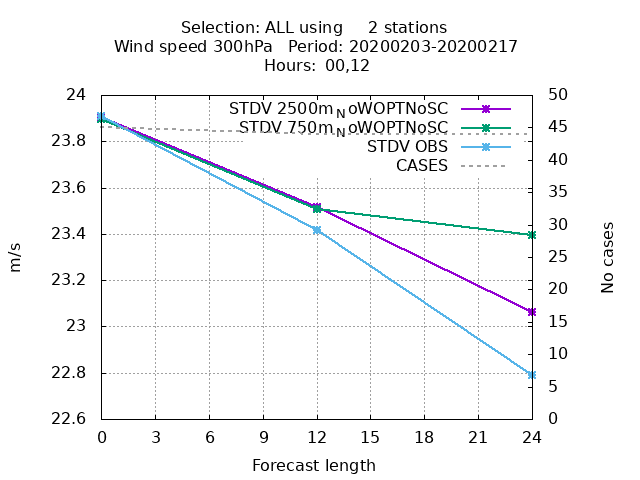 Selection: ALL using     2 stations
Wind speed 300hPa   Period: 20200203-20200217
Hours:  00,12
STDV 2500m_NoWOPTNoSC
STDV 750m_NoWOPTNoSC
STDV OBS
CASES
24
23.8
23.6
23.4
23.2
23
22.8
22.6
m/s
50
45
40
35
30
25
20
15
10
5
0
No cases
0 3 6 9 12 15 18 21 24
Forecast length